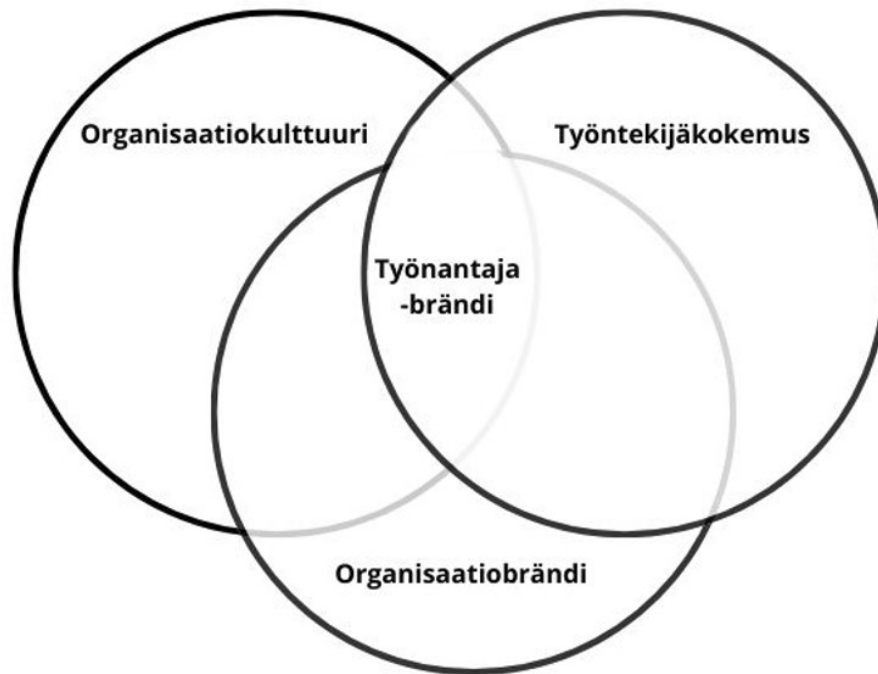 Organisaatiokulttuuri
Työntekijäkokemus
Työnantaja
-brändi
Organisaatiobrändi